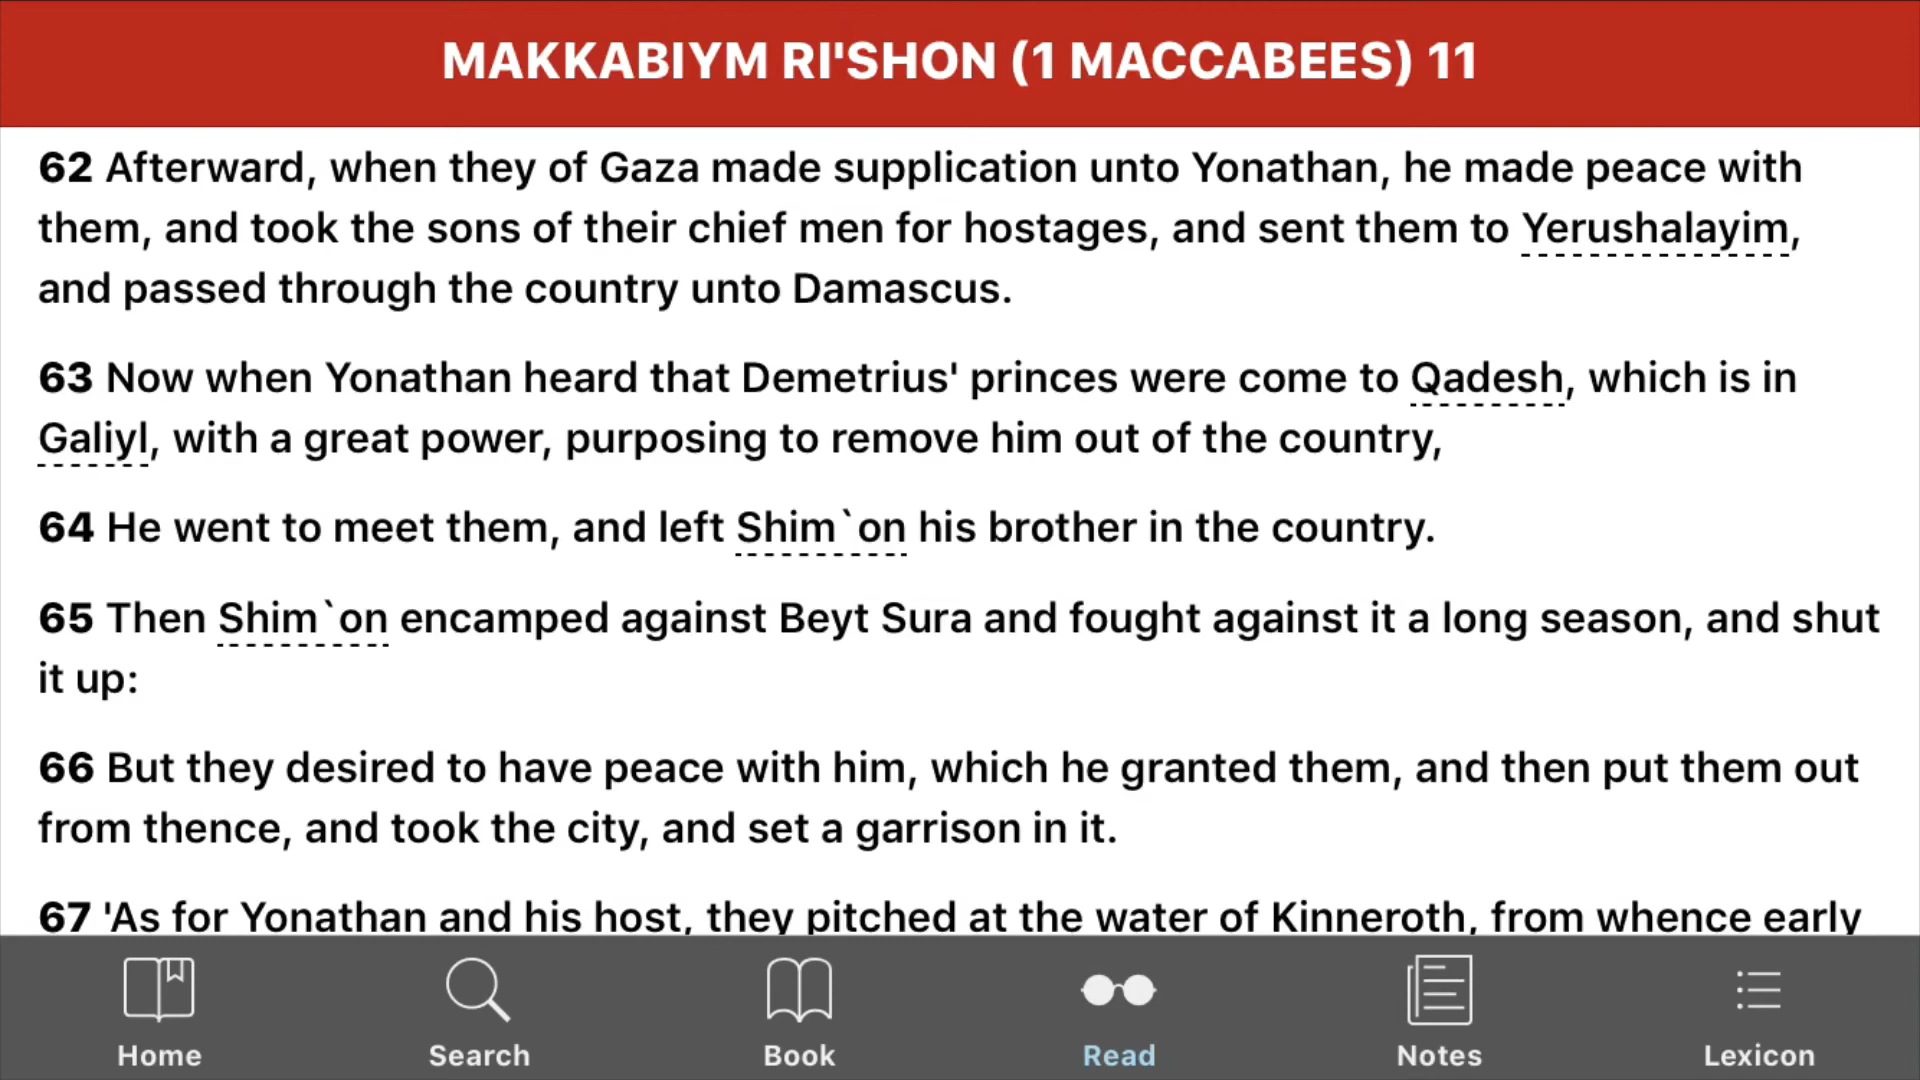 MAKKABIYM RI'SHON (1 MACCABEES) 11
62 Afterward, when they of Gaza made supplication unto Yonathan, he made peace with
them, and took the sons of their chief men for hostages, and sent them to Yerushalayim,
and passed through the country unto Damascus.
63 Now when Yonathan heard that Demetrius' princes were come to Qadesh, which is in
Galiyl, with a great power, purposing to remove him out of the country,
64 He went to meet them, and left Shim`on his brother in the country.
65 Then Shim`on encamped against Beyt Sura and fought against it a long season, and shut
it up:
66 But they desired to have peace with him, which he granted them, and then put them out
from thence, and took the city, and set a garrison in it.
67 'As for Yonathan and his host, they pitched at the water of Kinneroth, from whence early
Home
Search
Book
Read
Notes
Lexicon